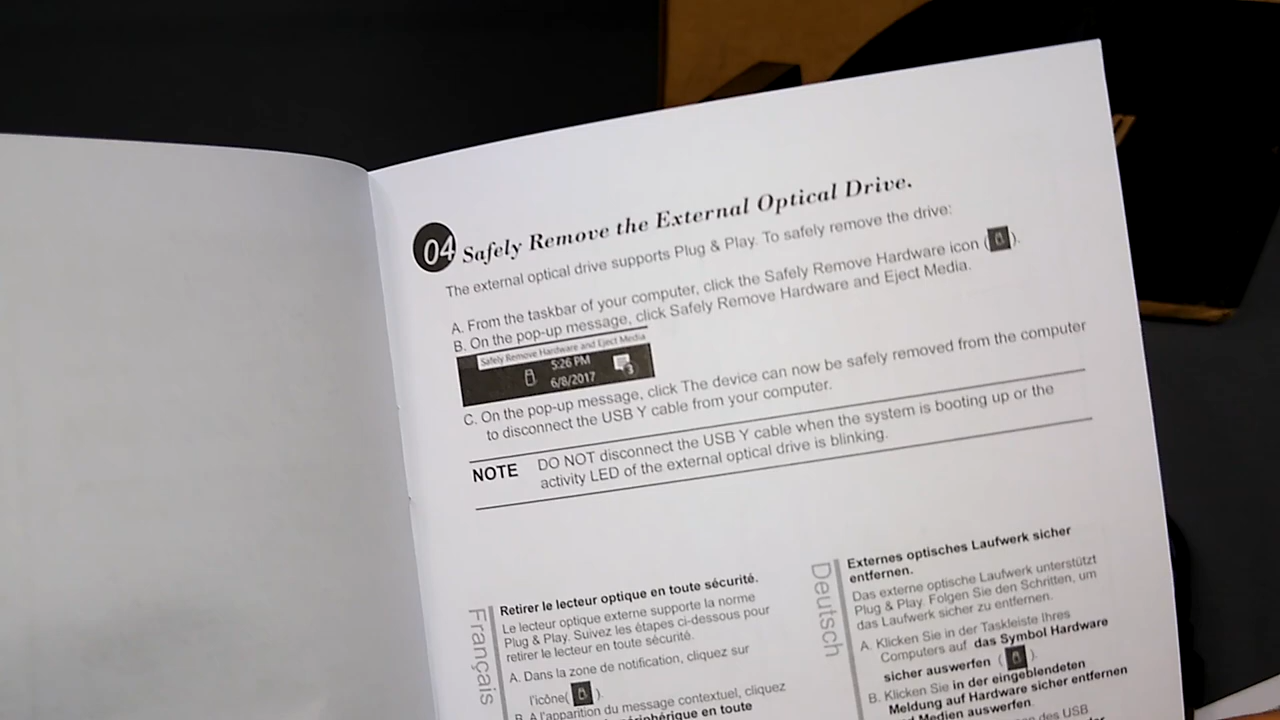 04 Safely Remove the External Optical Drive.
The external optical drive supports Plug & Play. To safely remove the drive:
A. From the taskbar of your computer, click the Safely Remove Hardware icon ( ).
B. On the pop-up message, click Safely Remove Hardware and Eject Media.
Safely Remove Hardware and Eject Media
5:26 PM
6/8/2017
3
C. On the pop-up message, click The device can now be safely removed from the computer
to disconnect the USB Y cable from your computer.
NOTE DO NOT disconnect the USB Y cable when the system is booting up or the
activity LED of the external optical drive is blinking.
Français
Retirer le lecteur optique en toute sécurité.
Le lecteur optique externe supporte la norme
Plug & Play. Suivez les étapes ci-dessous pour
retirer le lecteur en toute sécurité.
A. Dans la zone de notification, cliquez sur
l'icône( ).
B. A l'apparition du message contextuel, cliquez
périphérique en toute
Deutsch
Externes optisches Laufwerk sicher
entfernen.
Das externe optische Laufwerk unterstützt
Plug & Play. Folgen Sie den Schritten, um
das Laufwerk sicher zu entfernen.
A. Klicken Sie in der Taskleiste Ihres
Computers auf das Symbol Hardware
sicher auswerfen ( ).
B. Klicken Sie in der eingeblendeten
Meldung auf Hardware sicher entfernen
und Medien auswerfen.
des USB